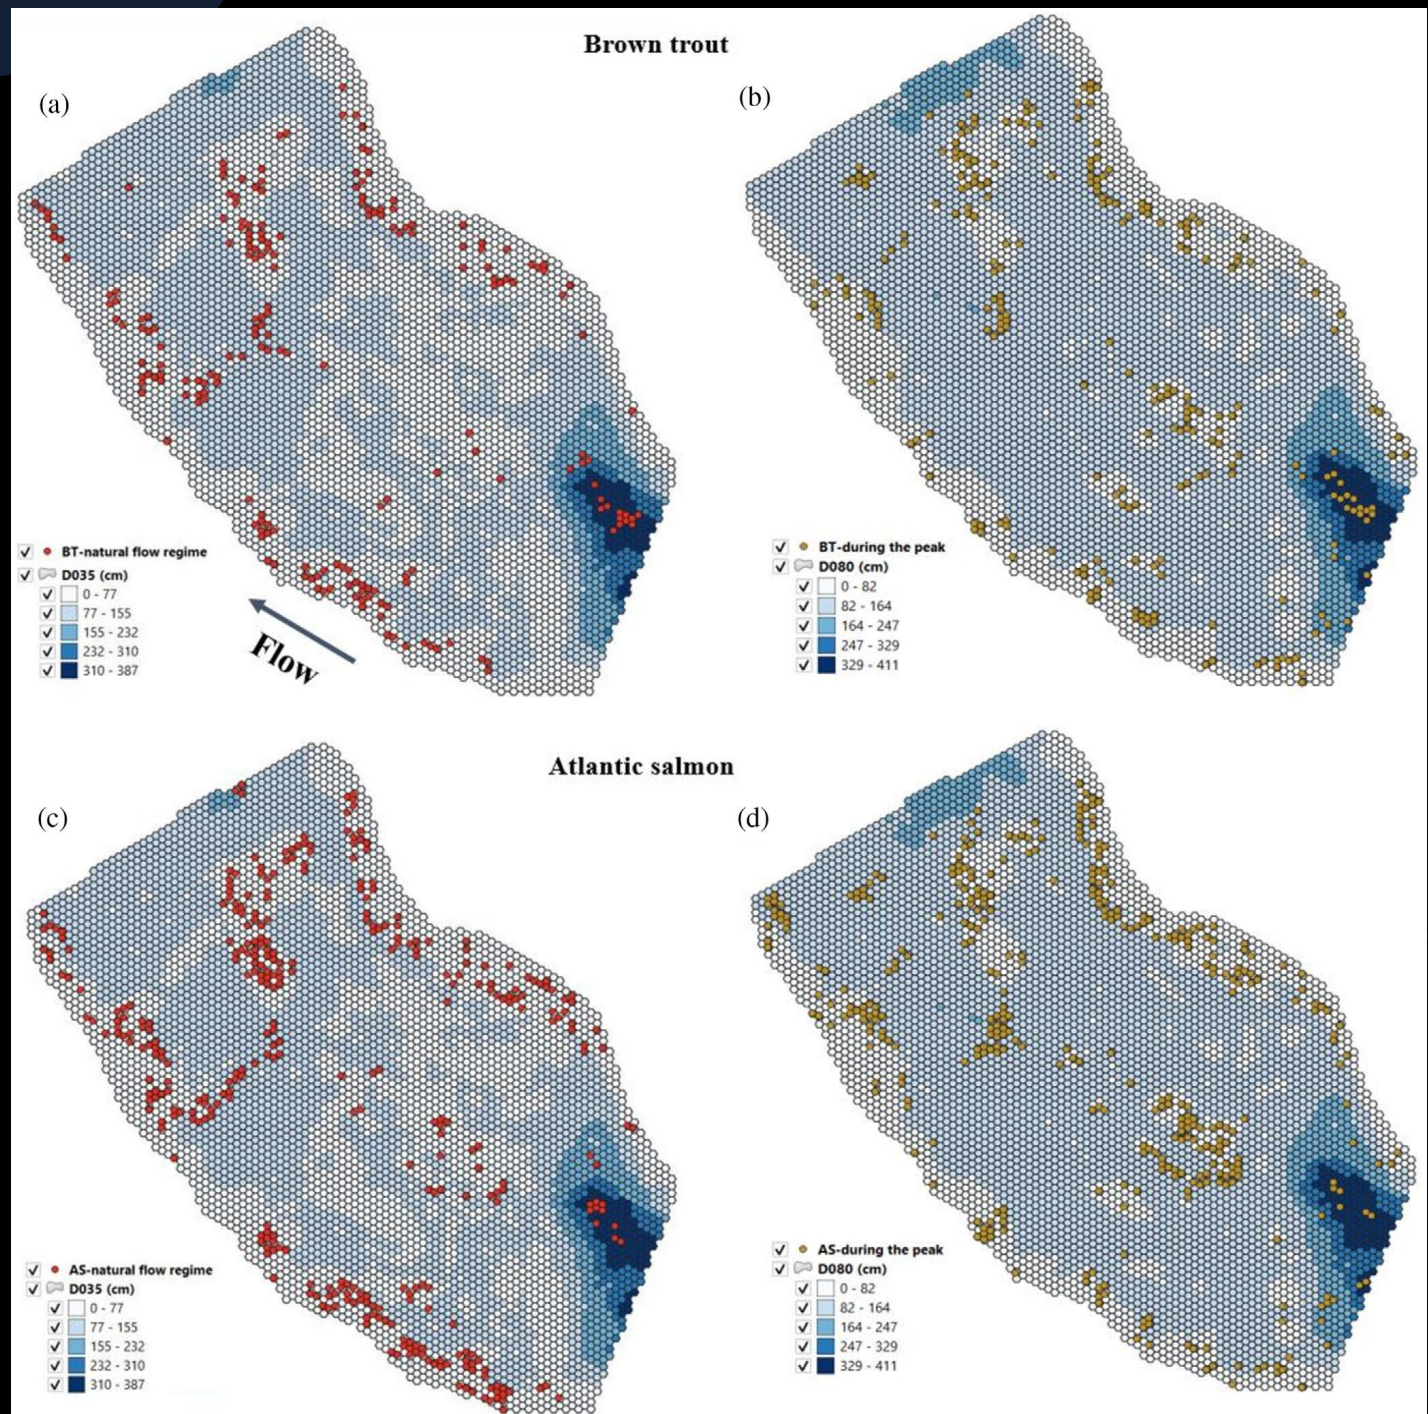 Brown trout
(a)
(b)
BT-natural flow regime
D035 (cm)
0 - 77
77 - 155
155 - 232
232 - 310
310 - 387
Flow
BT-during the peak
D080 (cm)
0 - 82
82 - 164
164 - 247
247 - 329
329 - 411
Atlantic salmon
(c)
(d)
AS-natural flow regime
D035 (cm)
0 - 77
77 - 155
155 - 232
232 - 310
310 - 387
AS-during the peak
D080 (cm)
0 - 82
82 - 164
164 - 247
247 - 329
329 - 411